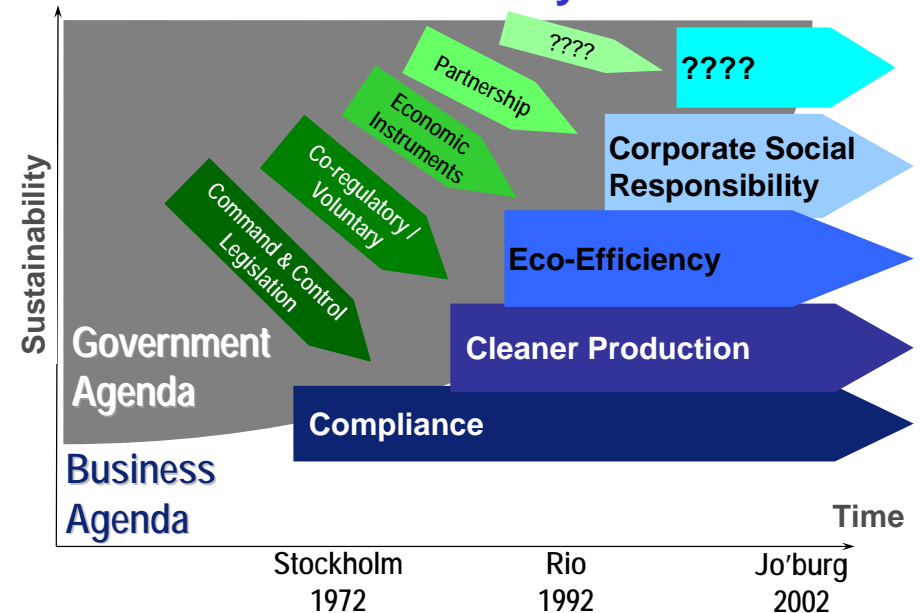 ????
Partnership
????
Economic
Instruments
Co-regulatory /
Voluntary
Corporate Social
Responsibility
Command & Control
Legislation
Eco-Efficiency
Sustainability
Government
Agenda
Cleaner Production
Compliance
Business
Agenda
Time
Stockholm
1972
Rio
1992
Jo'burg
2002